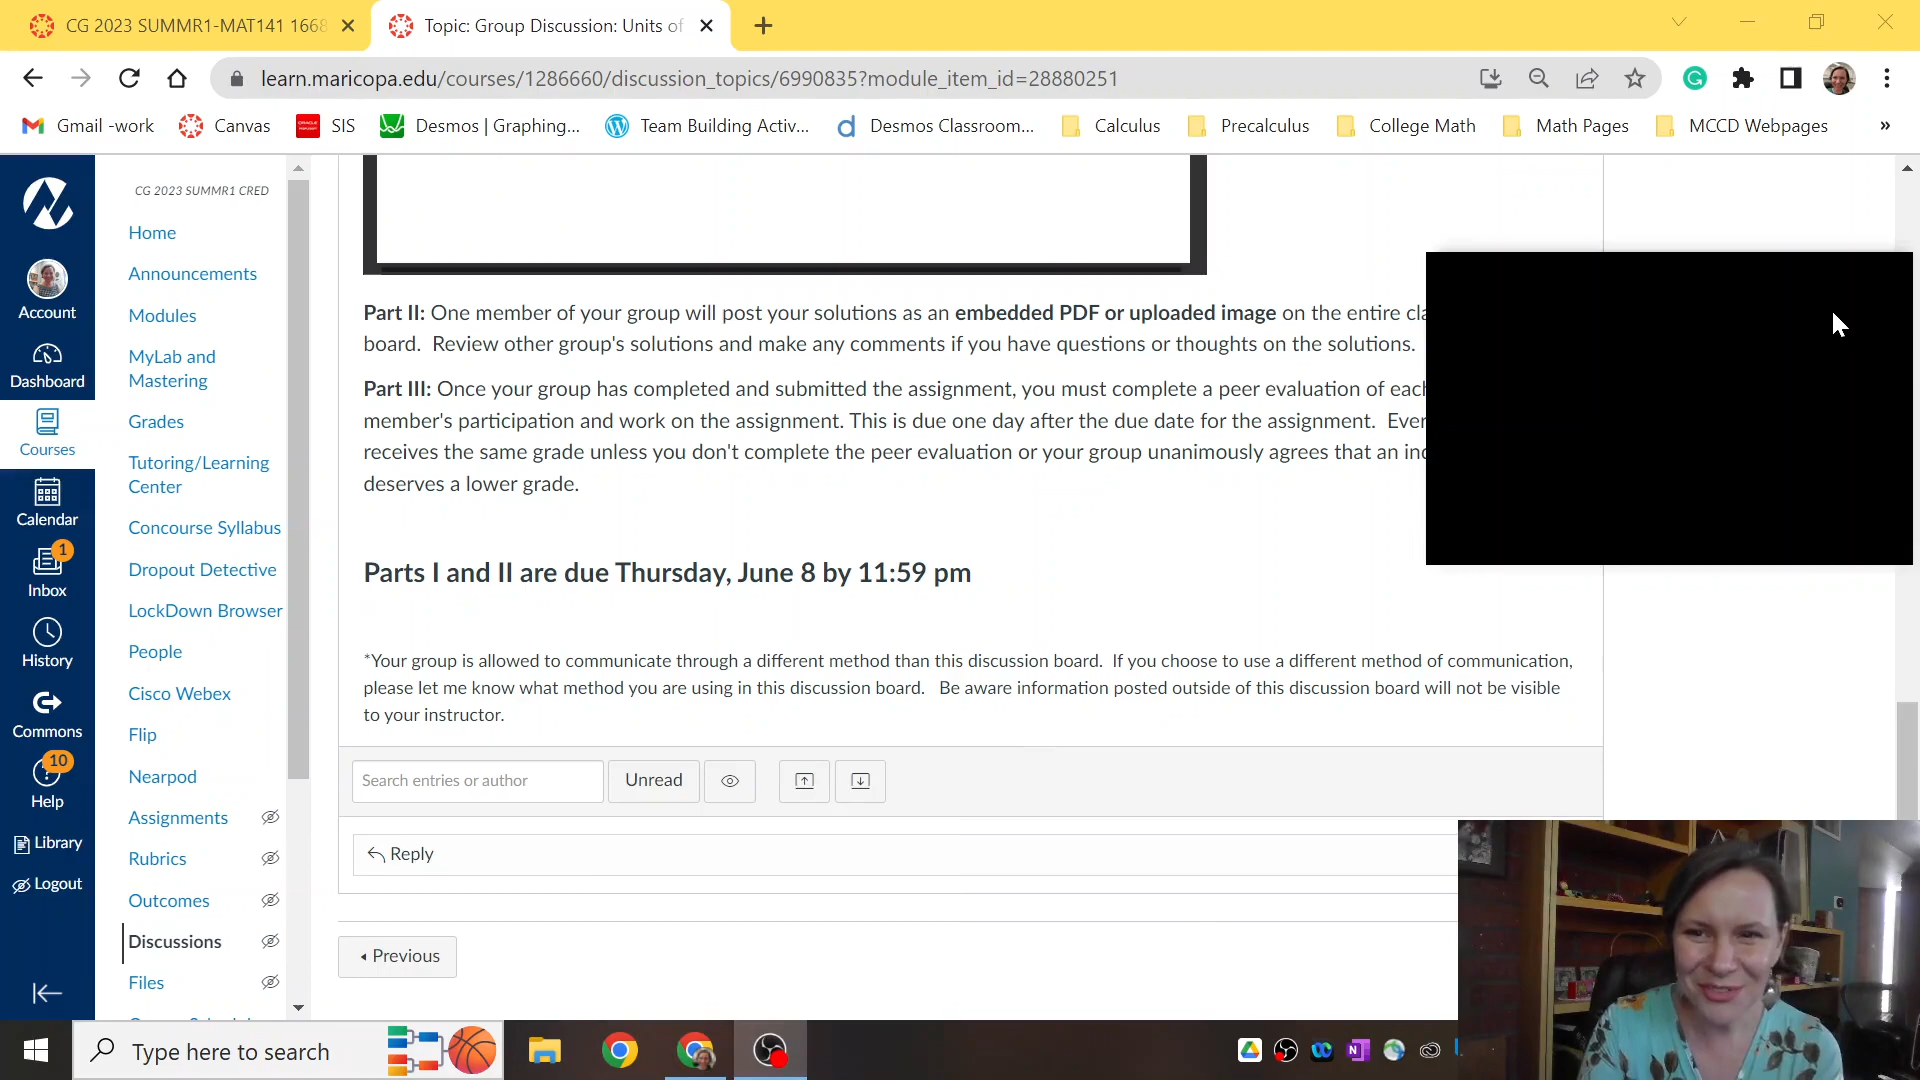 CG 2023 SUMMR1-MAT141 1668
Topic: Group Discussion: Units of
learn.maricopa.edu/courses/1286660/discussion_topics/6990835?module_item_id=28880251
Gmail -work
Canvas
SIS
Desmos | Graphing...
Team Building Activ...
Desmos Classroom...
Calculus
Precalculus
College Math
Math Pages
MCCD Webpages
»
Account
Dashboard
Courses
Calendar
1
Inbox
History
Commons
10
Help
Library
Logout
CG 2023 SUMMR1 CRED
Home
Announcements
Modules
MyLab and
Mastering
Grades
Tutoring/Learning
Center
Concourse Syllabus
Dropout Detective
LockDown Browser
People
Cisco Webex
Flip
Nearpod
Assignments
Rubrics
Outcomes
Discussions
Files
Part II: One member of your group will post your solutions as an embedded PDF or uploaded image on the entire cla
board. Review other group's solutions and make any comments if you have questions or thoughts on the solutions.
Part III: Once your group has completed and submitted the assignment, you must complete a peer evaluation of each
member's participation and work on the assignment. This is due one day after the due date for the assignment. Ever
receives the same grade unless you don't complete the peer evaluation or your group unanimously agrees that an inc
deserves a lower grade.
Parts I and II are due Thursday, June 8 by 11:59 pm
*Your group is allowed to communicate through a different method than this discussion board. If you choose to use a different method of communication,
please let me know what method you are using in this discussion board. Be aware information posted outside of this discussion board will not be visible
to your instructor.
Search entries or author
Unread
Reply
Previous
Type here to search